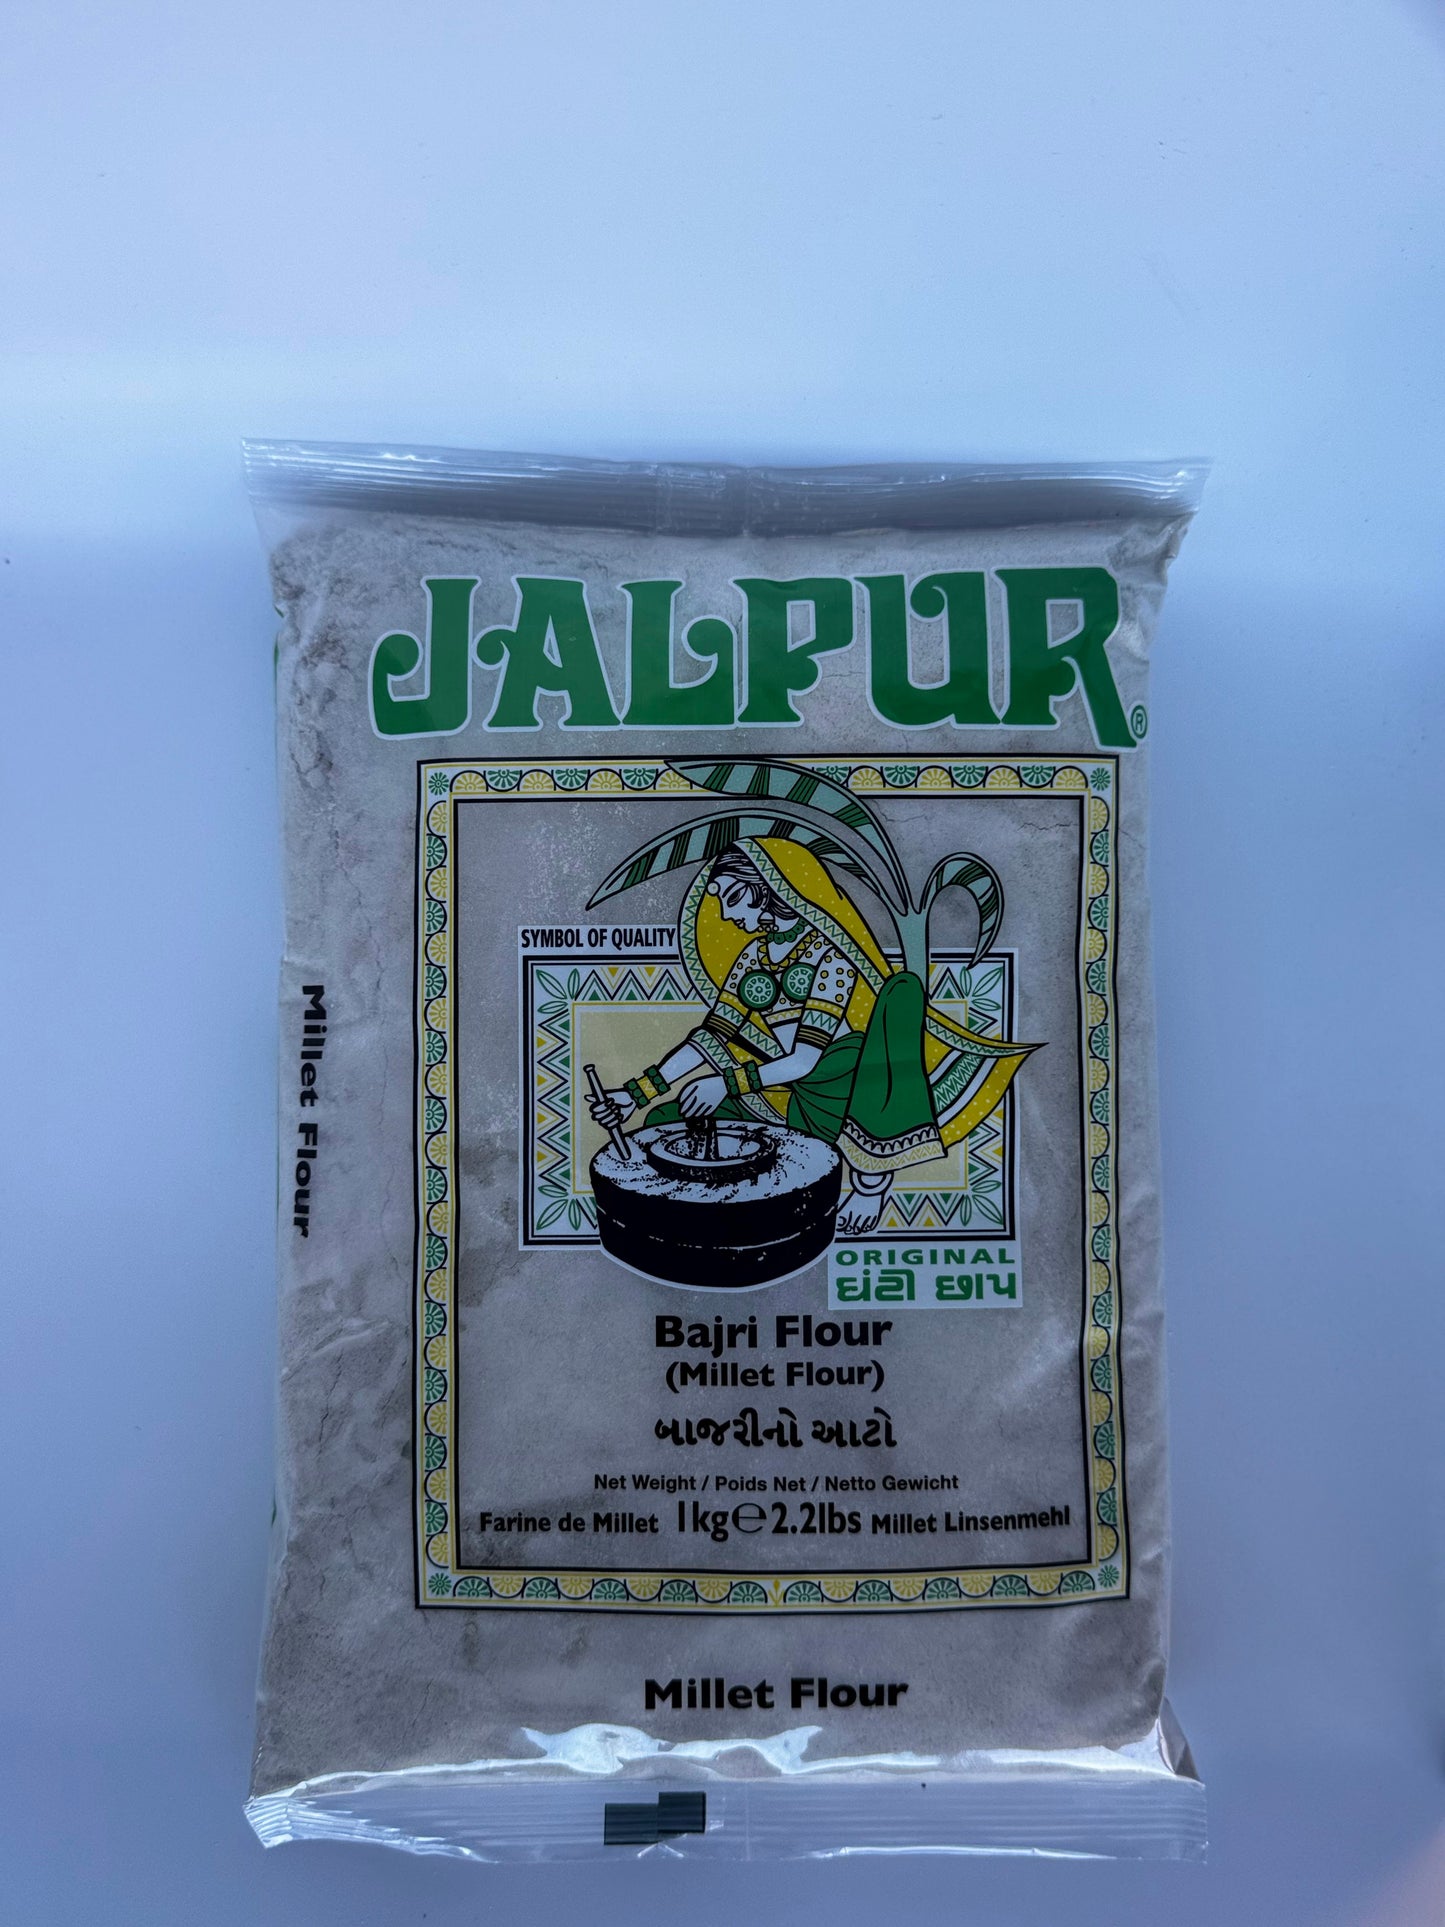 JALPUR®
SYMBOL OF QUALITY
ORIGINAL
ઘંટી છાપ
Bajri Flour
(Millet Flour)
બાજરીનો આટો
Net Weight / Poids Net / Netto Gewicht
Farine de Millet 1kg℮2.2lbs Millet Linsenmehl
Millet Flour
Millet Flour